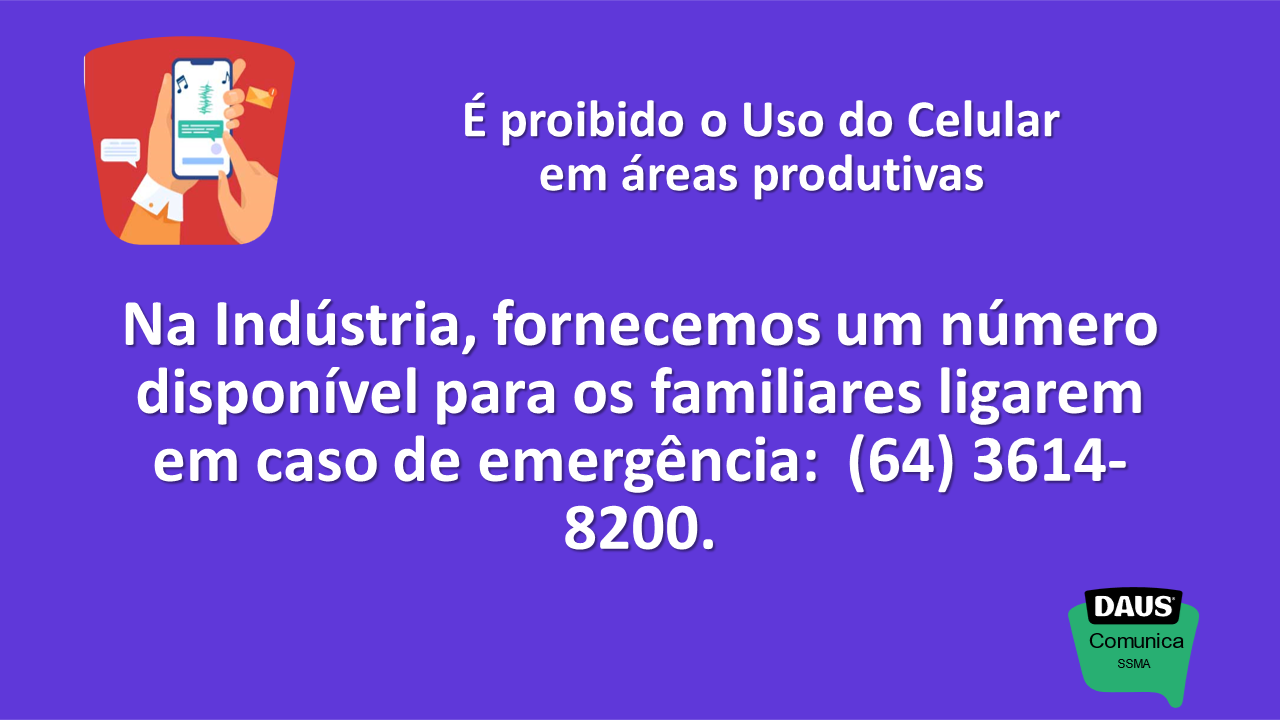 É proibido o Uso do Celular
em áreas produtivas
Na Indústria, fornecemos um número
disponível para os familiares ligarem
em caso de emergência: (64) 3614-
8200.
DAUS
Comunica
SSMA